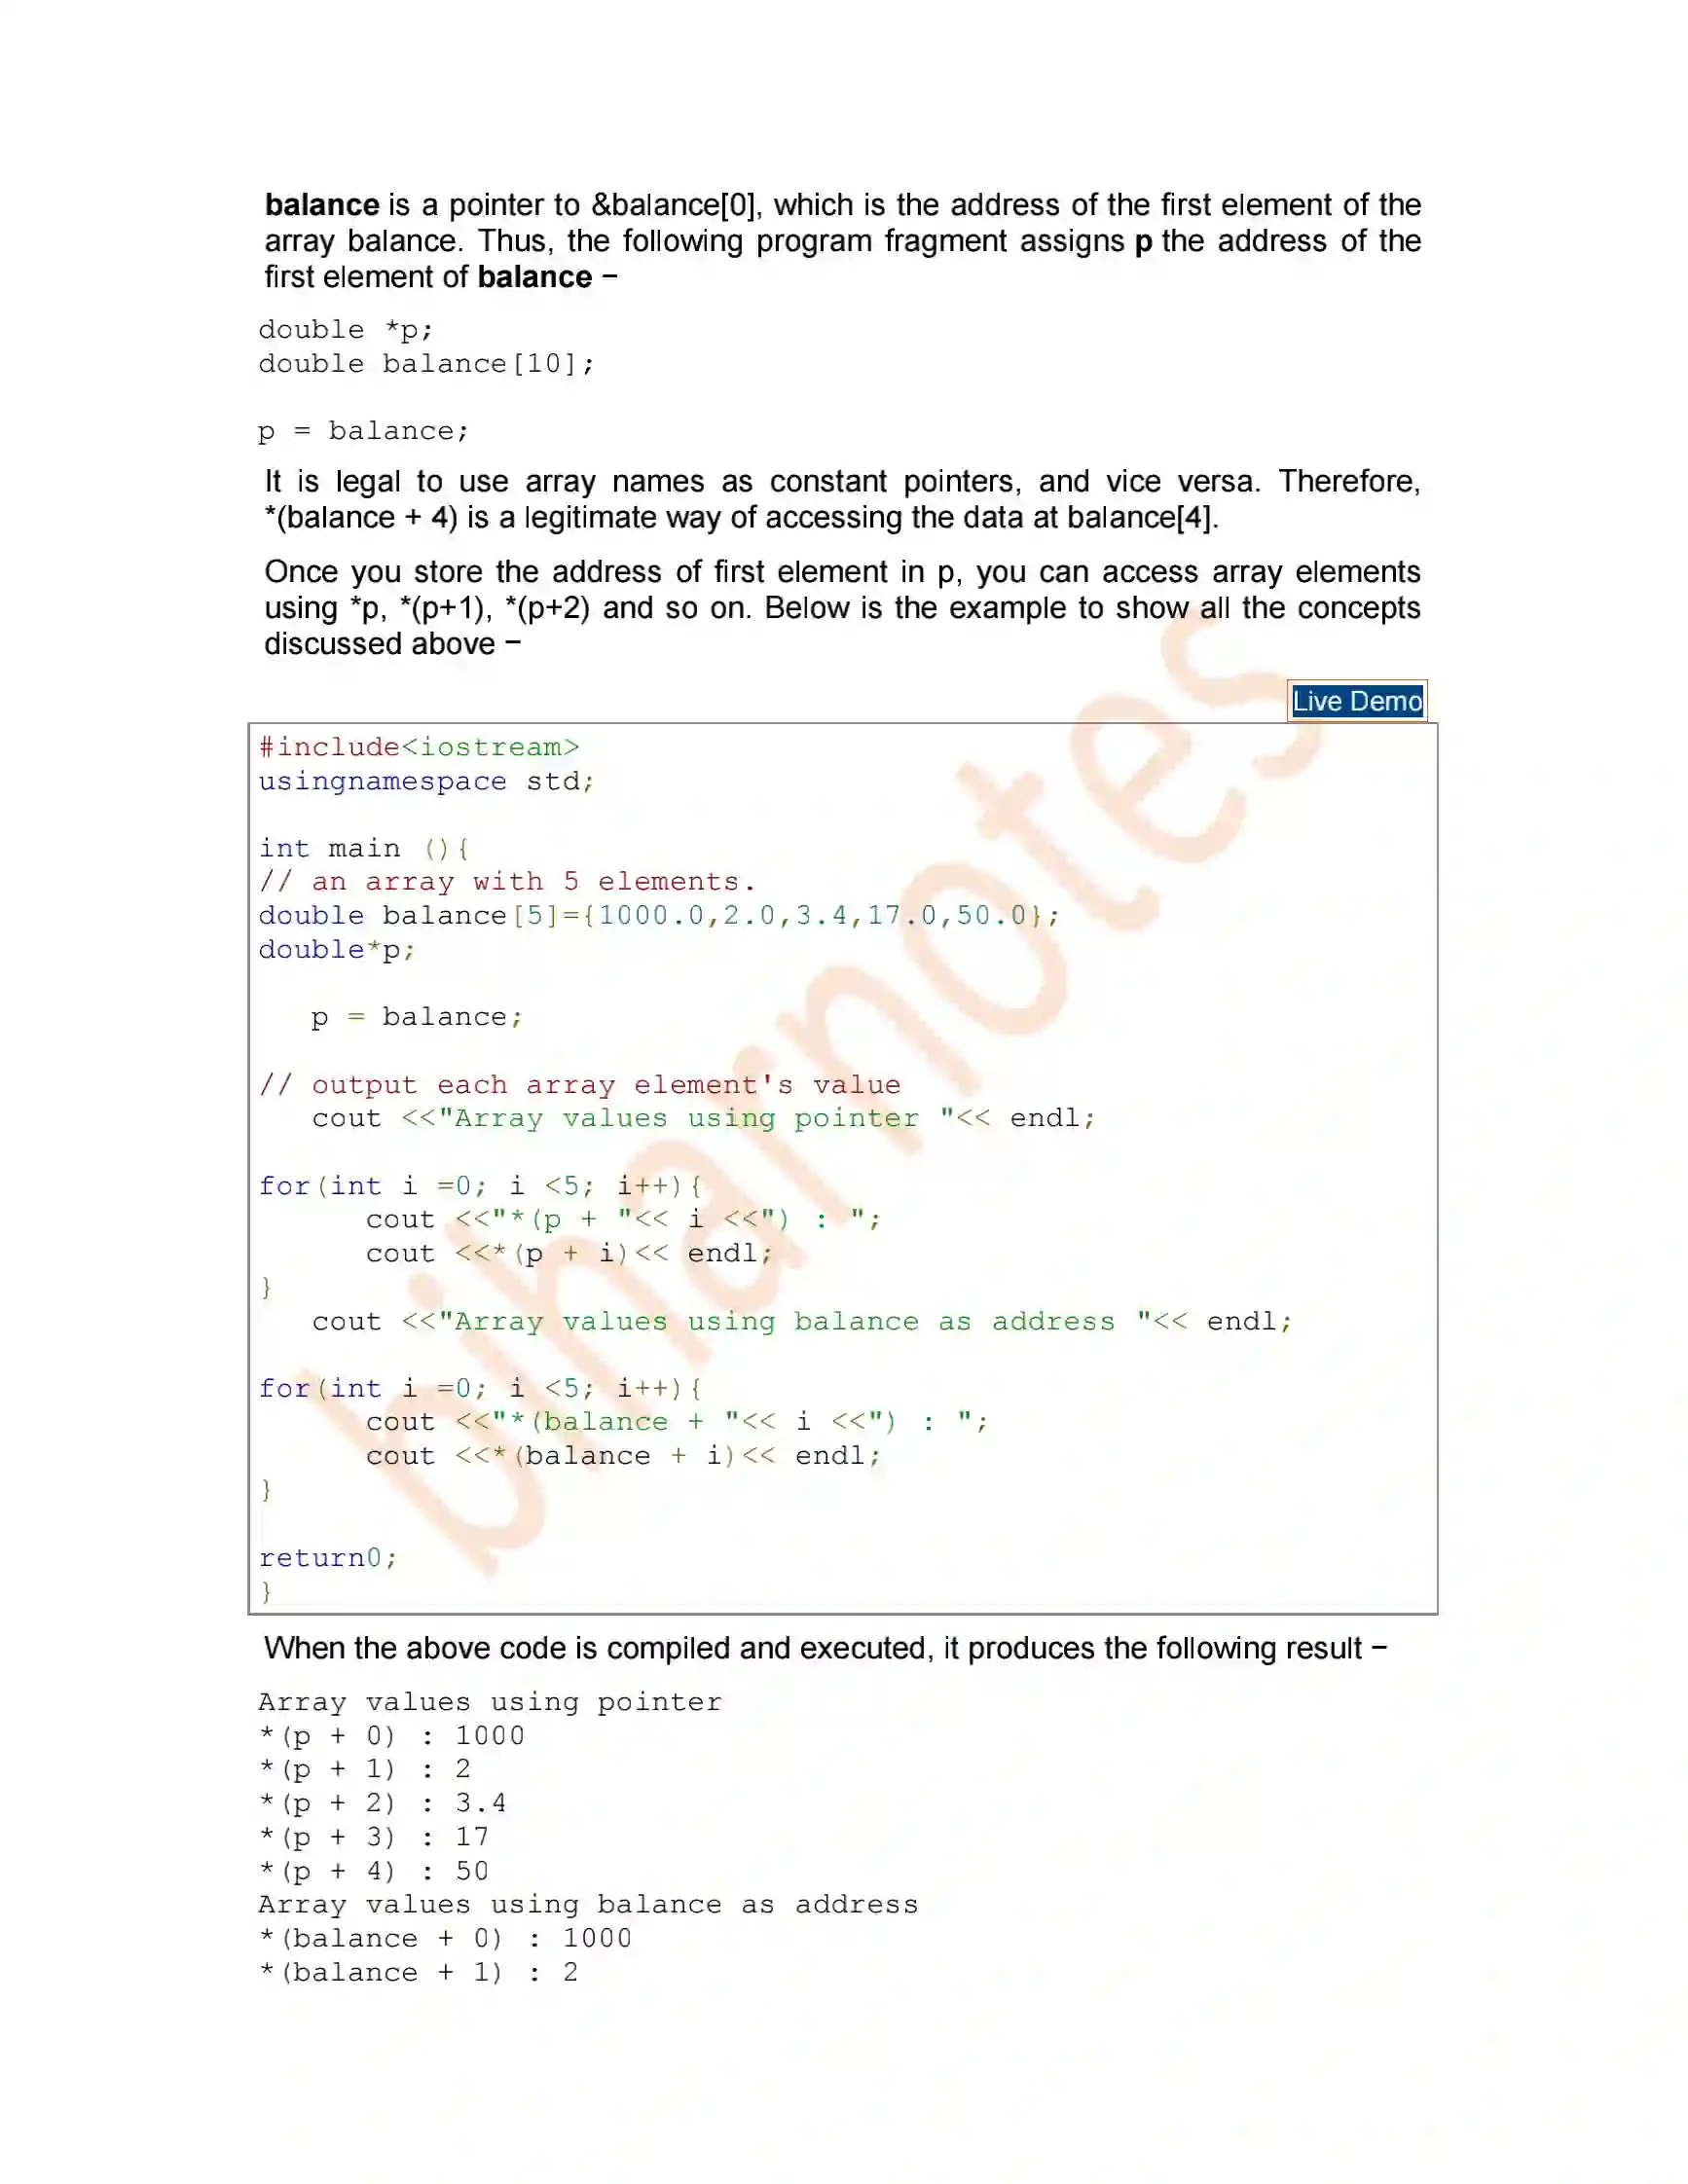 balance is a pointer to &balance[0], which is the address of the first element of the
array balance. Thus, the following program fragment assigns p the address of the
first element of balance −
double *p;
double balance[10];
p = balance;
It is legal to use array names as constant pointers, and vice versa. Therefore,
*(balance + 4) is a legitimate way of accessing the data at balance[4].
Once you store the address of first element in p, you can access array elements
using *p, *(p+1), *(p+2) and so on. Below is the example to show all the concepts
discussed above −
Live Demo
#include<iostream>
usingnamespace std;
int main (){
// an array with 5 elements.
double balance[5]={1000.0,2.0,3.4,17.0,50.0};
double*p;
p = balance;
// output each array element's value
cout <<"Array values using pointer "<< endl;
for(int i =0; i <5; i++){
cout <<"*(p + "<< i <<") : ";
cout <<*(p + i)<< endl;
}
cout <<"Array values using balance as address "<< endl;
for(int i =0; i <5; i++){
cout <<"*(balance + "<< i <<") : ";
cout <<*(balance + i)<< endl;
}
return0;
}
When the above code is compiled and executed, it produces the following result −
Array values using pointer
*(p + 0) : 1000
*(p + 1) : 2
*(p + 2) : 3.4
*(p + 3) : 17
*(p + 4) : 50
Array values using balance as address
*(balance + 0) : 1000
*(balance + 1) : 2
biharnotes